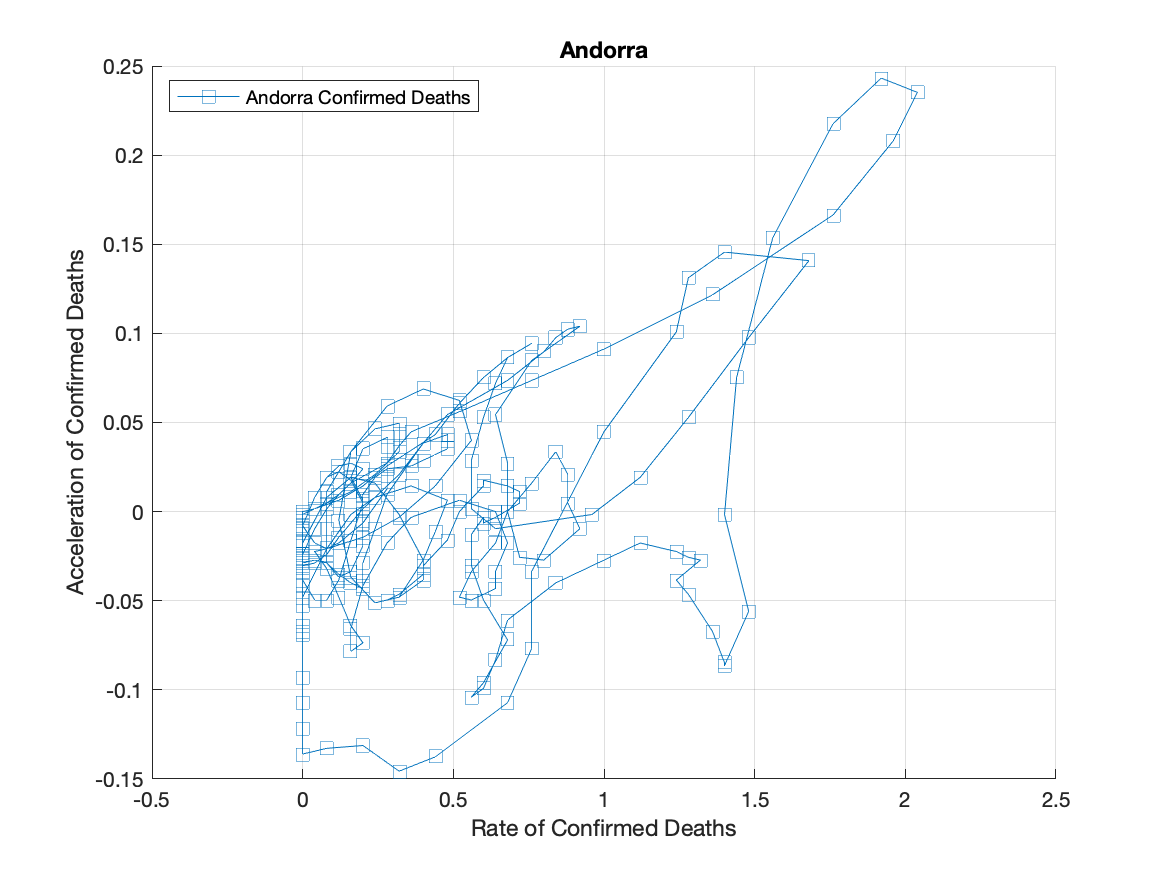 Andorra
Andorra Confirmed Deaths
0.25
0.2
0.15
0.1
0.05
0
-0.05
-0.1
-0.15
Acceleration of Confirmed Deaths
-0.5 0 0.5 1 1.5 2 2.5
Rate of Confirmed Deaths